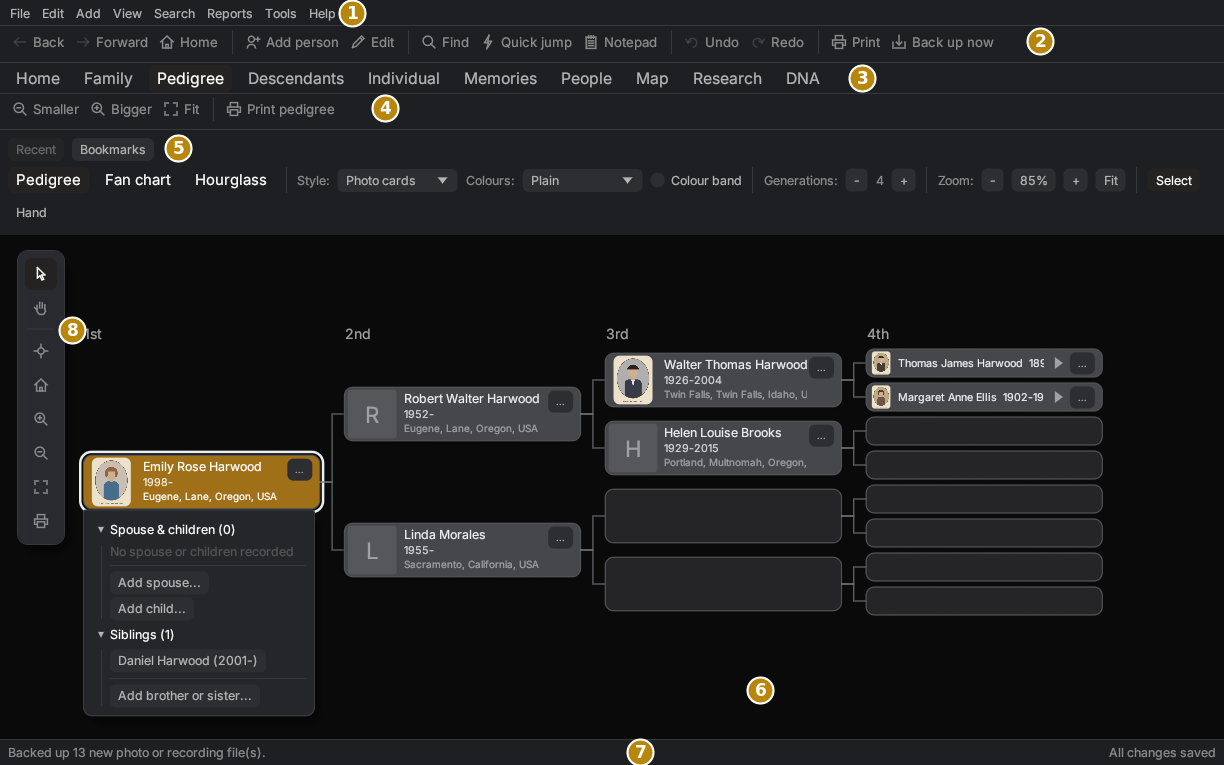 File Edit Add View Search Reports Tools Help 1
Back Forward Home Add person Edit Find Quick jump Notepad Undo Redo Print Back up now 2
Home Family Pedigree Descendants Individual Memories People Map Research DNA 3
Smaller Bigger Fit Print pedigree 4
Recent Bookmarks 5
Pedigree Fan chart Hourglass Style: Photo cards Colours: Plain Colour band Generations: - 4 + Zoom: - 85% + Fit Select
Hand
8
1st 2nd 3rd 4th
Emily Rose Harwood ...
1998-
Eugene, Lane, Oregon, USA
Spouse & children (0)
No spouse or children recorded
Add spouse...
Add child...
Siblings (1)
Daniel Harwood (2001-)
Add brother or sister...
R
Robert Walter Harwood ...
1952-
Eugene, Lane, Oregon, USA
L
Linda Morales ...
1955-
Sacramento, California, USA
Walter Thomas Harwood ...
1926-2004
Twin Falls, Twin Falls, Idaho, U
H
Helen Louise Brooks ...
1929-2015
Portland, Multnomah, Oregon,
Thomas James Harwood 189 ...
Margaret Anne Ellis 1902-19 ...
6
Backed up 13 new photo or recording file(s). 7 All changes saved